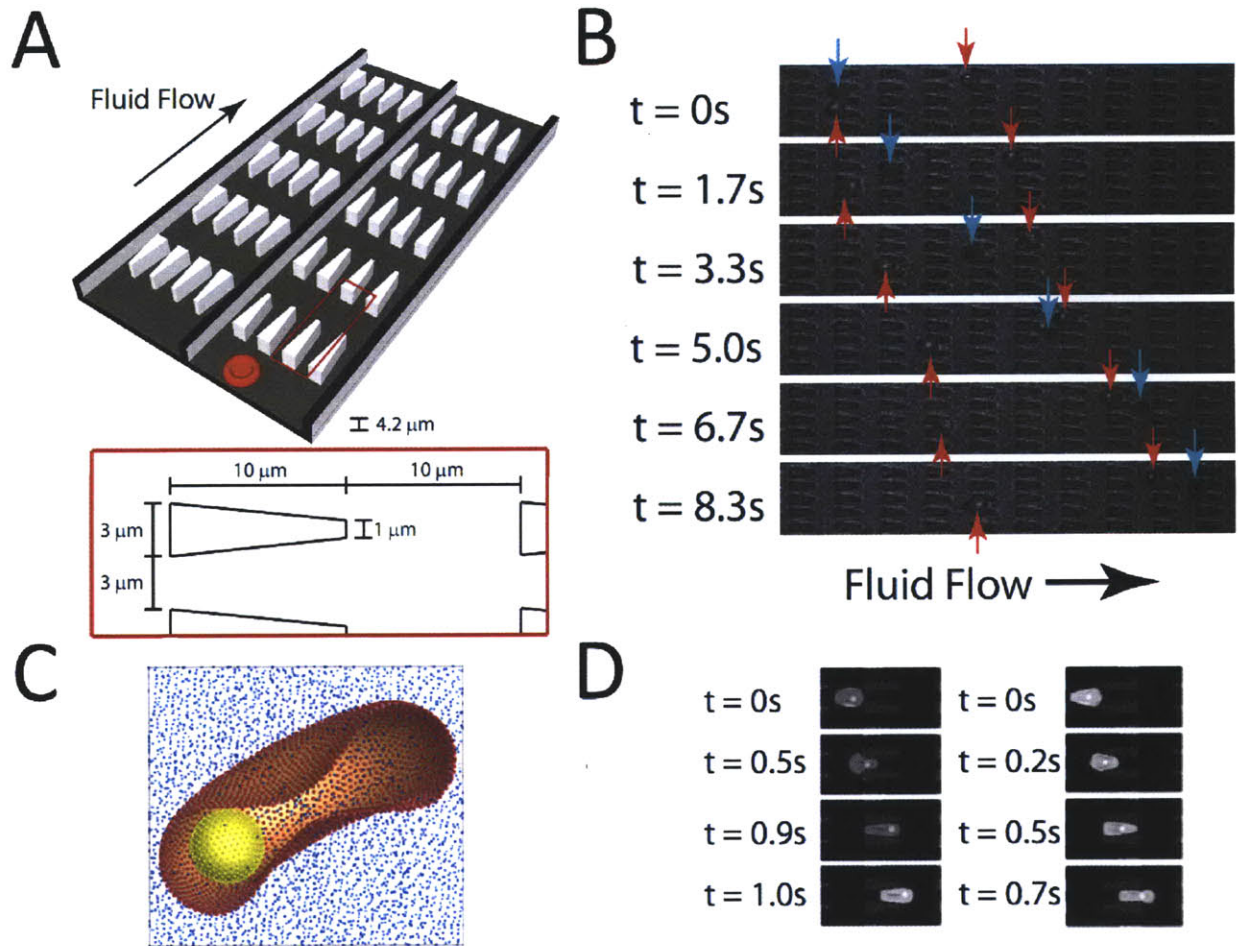 A
Fluid Flow
4.2 µm
10 µm
10 µm
3 µm
1 µm
3 µm
B
t = 0s
t = 1.7s
t = 3.3s
t = 5.0s
t = 6.7s
t = 8.3s
Fluid Flow
C
D
t = 0s
t = 0s
t = 0.5s
t = 0.2s
t = 0.9s
t = 0.5s
t = 1.0s
t = 0.7s